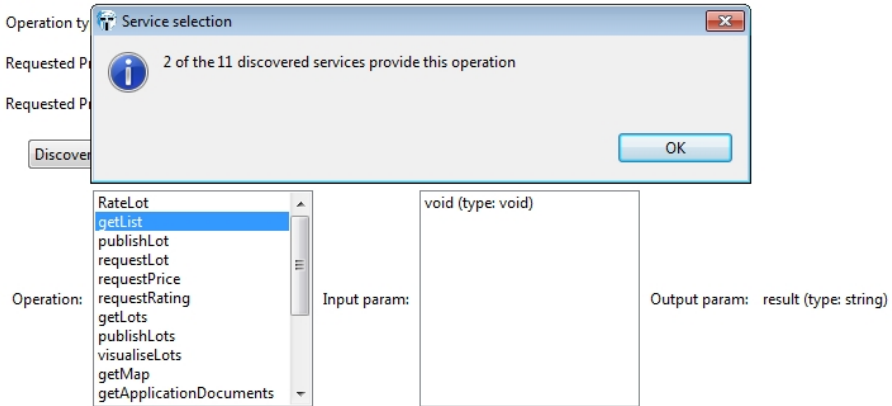 Operation ty
Service selection
Requested P
2 of the 11 discovered services provide this operation
Requested P
OK
Discover
RateLot
getList
publishLot
requestLot
requestPrice
requestRating
getLots
publishLots
visualiseLots
getMap
getApplicationDocuments
Operation:
Input param:
void (type: void)
Output param: result (type: string)